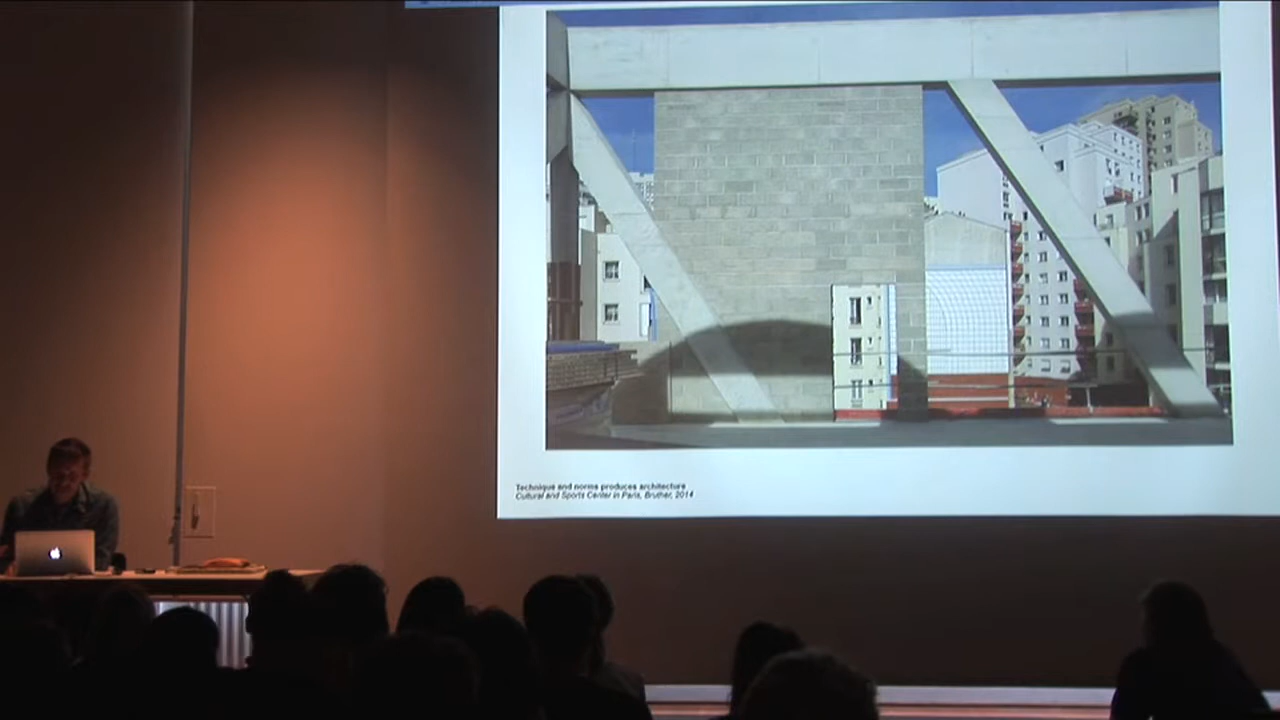 Technique and norms produces architecture
Cultural and Sports Center in Paris, Bruther, 2014